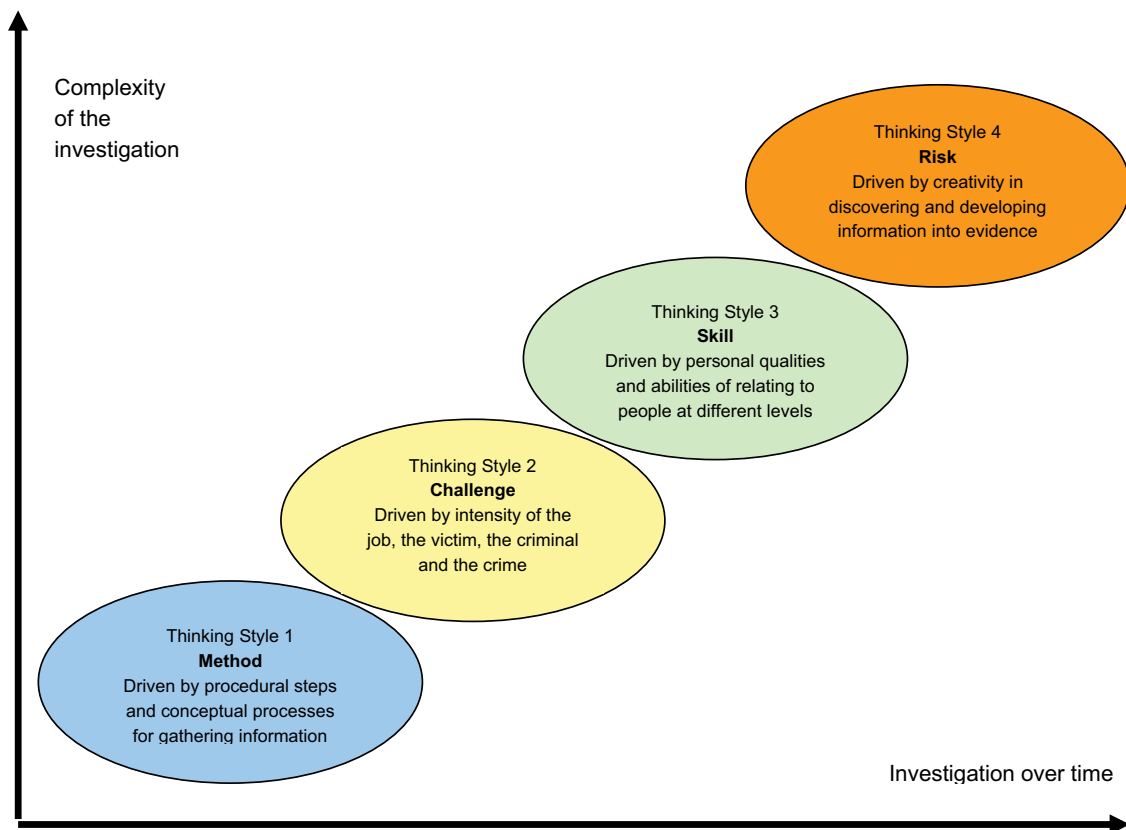 Complexity
of the
investigation
Thinking Style 4
Risk
Driven by creativity in
discovering and developing
information into evidence
Thinking Style 3
Skill
Driven by personal qualities
and abilities of relating to
people at different levels
Thinking Style 2
Challenge
Driven by intensity of the
job, the victim, the criminal
and the crime
Thinking Style 1
Method
Driven by procedural steps
and conceptual processes
for gathering information
Investigation over time